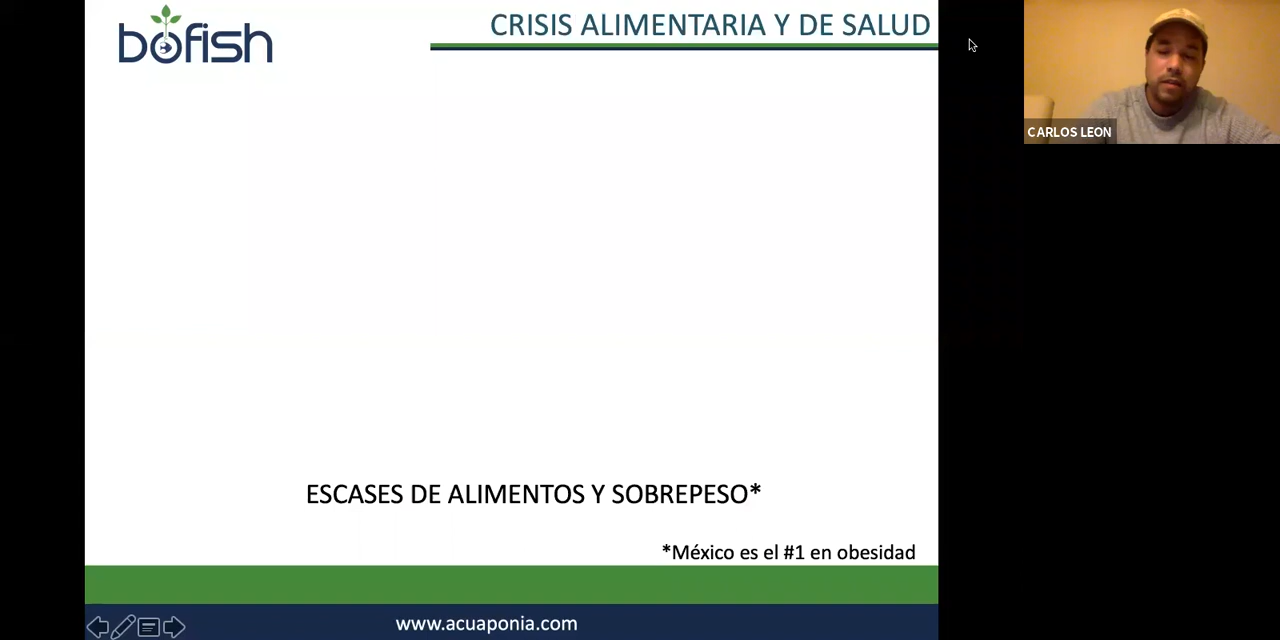 bofish
CRISIS ALIMENTARIA Y DE SALUD
CARLOS LEON
ESCASES DE ALIMENTOS Y SOBREPESO*
*México es el #1 en obesidad
www.acuaponia.com